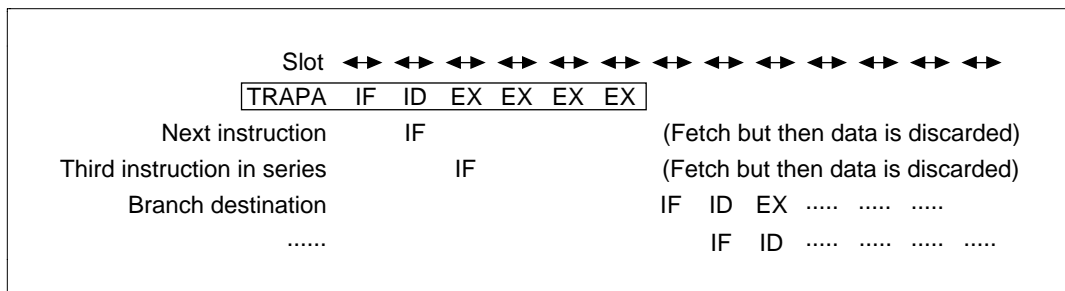 Slot
TRAPA IF ID EX EX EX EX
Next instruction IF (Fetch but then data is discarded)
Third instruction in series IF (Fetch but then data is discarded)
Branch destination IF ID EX ..... ..... .....
...... IF ID ..... ..... ..... .....